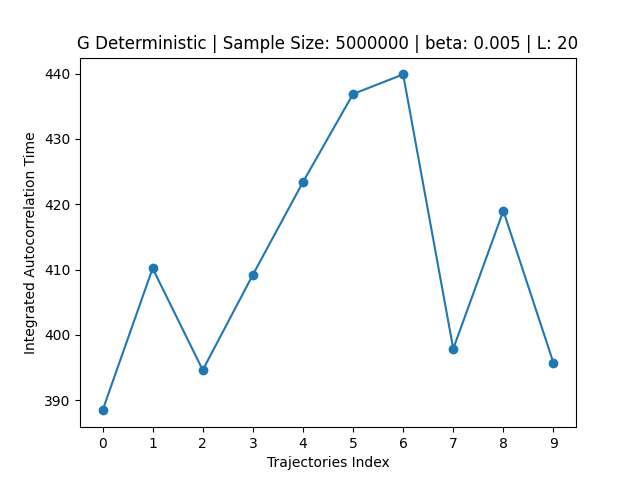 G Deterministic | Sample Size: 5000000 | beta: 0.005 | L: 20
Integrated Autocorrelation Time
440
430
420
410
400
390
0 1 2 3 4 5 6 7 8 9
Trajectories Index